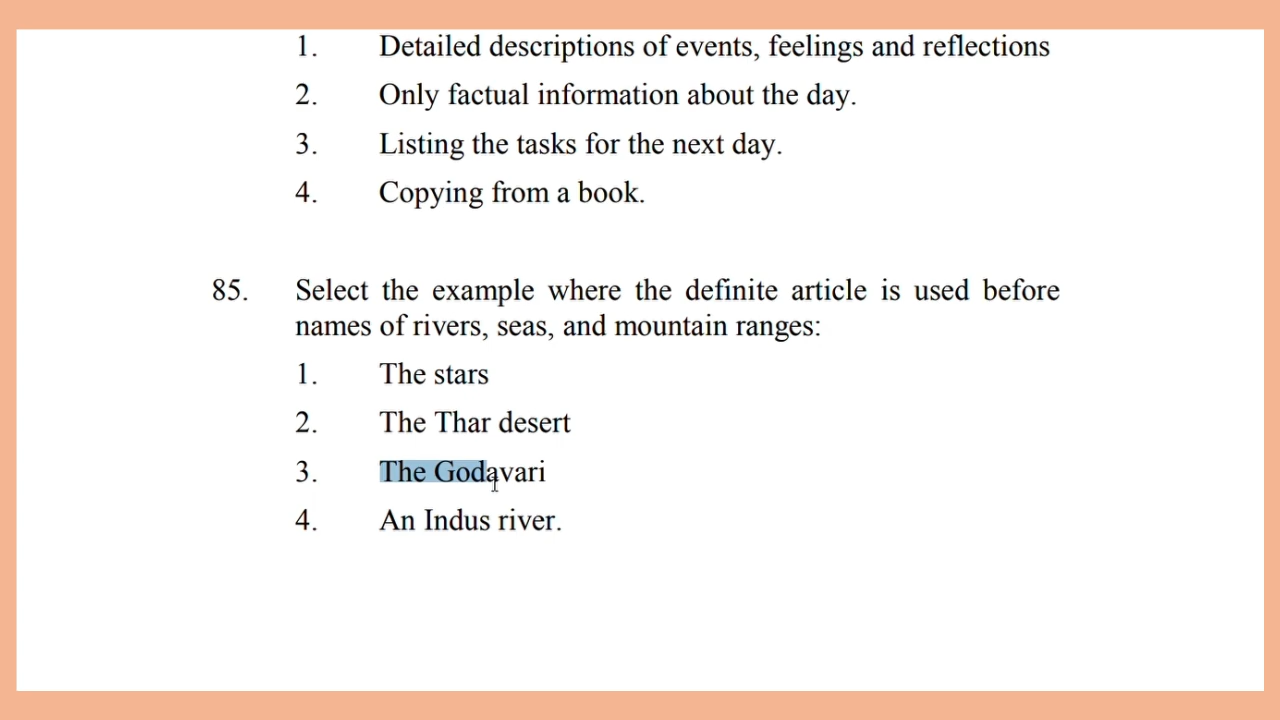 1. Detailed descriptions of events, feelings and reflections
2. Only factual information about the day.
3. Listing the tasks for the next day.
4. Copying from a book.
85. Select the example where the definite article is used before
names of rivers, seas, and mountain ranges:
1. The stars
2. The Thar desert
3. The Godavari
4. An Indus river.